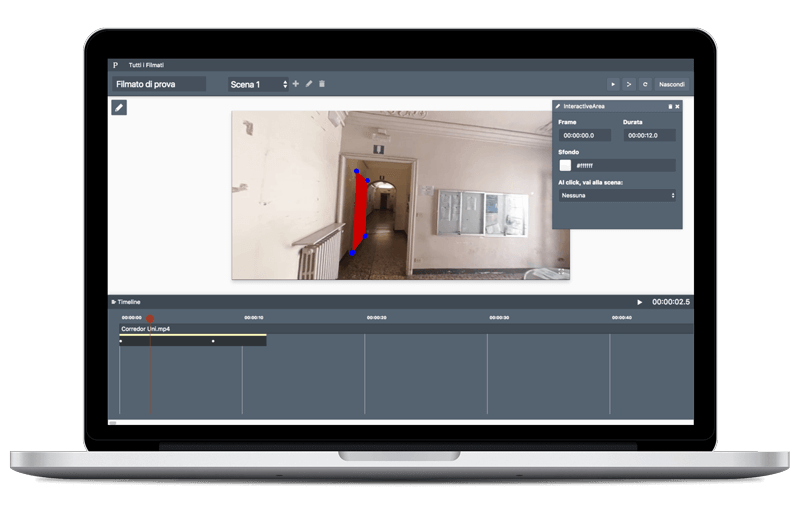 P Tutti i Filmati
Filmato di prova
Scena 1
Nascondi
InteractiveArea
Frame
Durata
00:00:00.0
00:00:12.0
Sfondo
#ffffff
Al click, vai alla scena:
Nessuna
Timeline
00:00:02.5
00:00:00
00:00:10
00:00:20
00:00:30
00:00:40
Corredor Uni.mp4